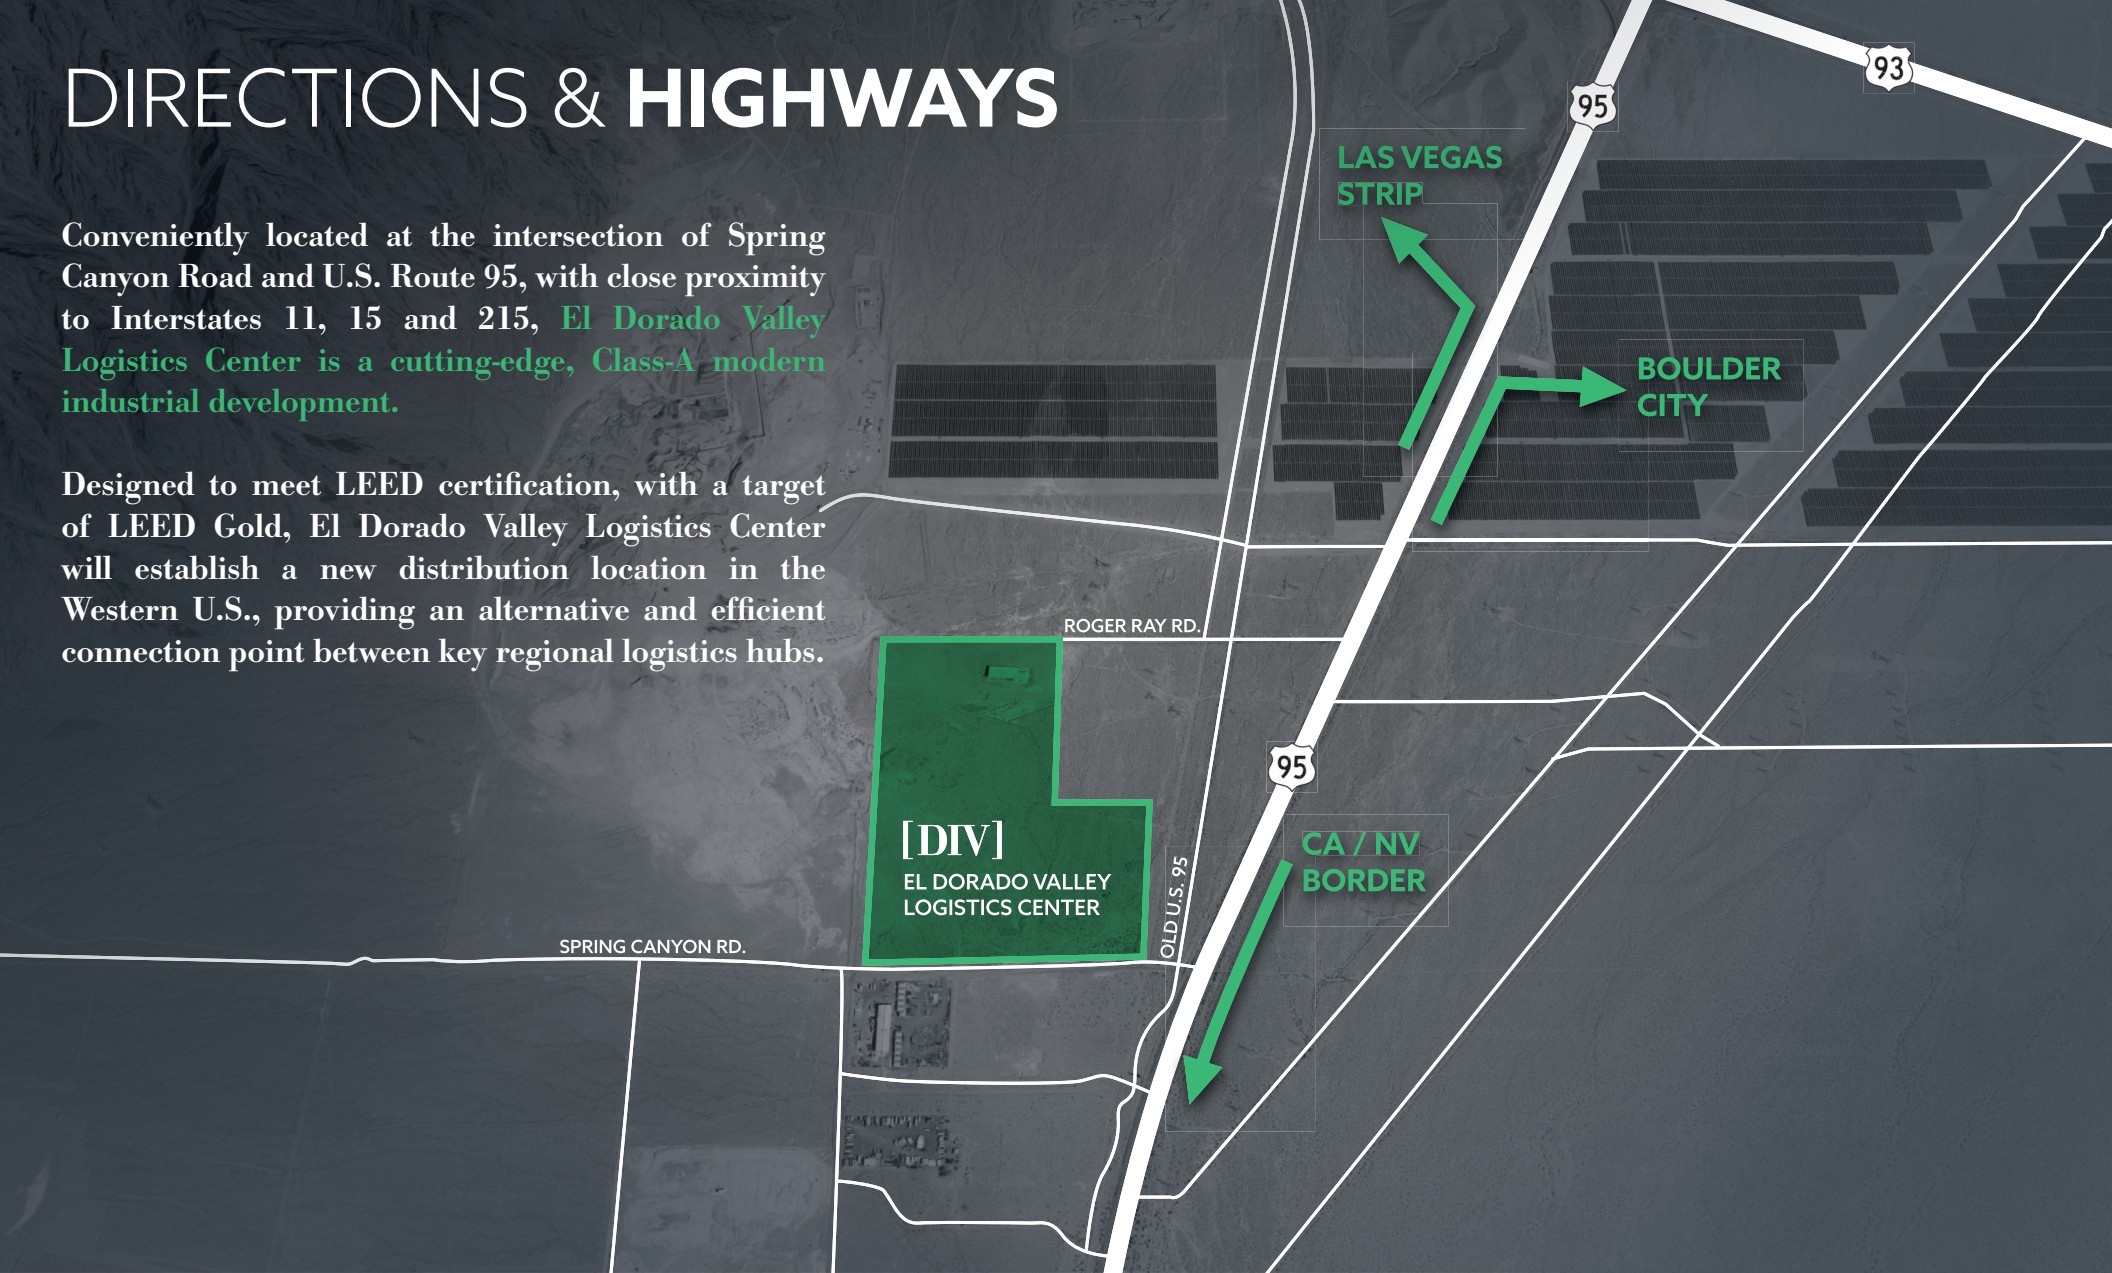 DIRECTIONS & HIGHWAYS
Conveniently located at the intersection of Spring
Canyon Road and U.S. Route 95, with close proximity
to Interstates 11, 15 and 215, El Dorado Valley
Logistics Center is a cutting-edge, Class-A modern
industrial development.
Designed to meet LEED certification, with a target
of LEED Gold, El Dorado Valley Logistics Center
will establish a new distribution location in the
Western U.S., providing an alternative and efficient
connection point between key regional logistics hubs.
93
95
LAS VEGAS
STRIP
BOULDER
CITY
ROGER RAY RD.
95
CA / NV
BORDER
[DIV]
EL DORADO VALLEY
LOGISTICS CENTER
OLD U.S. 95
SPRING CANYON RD.